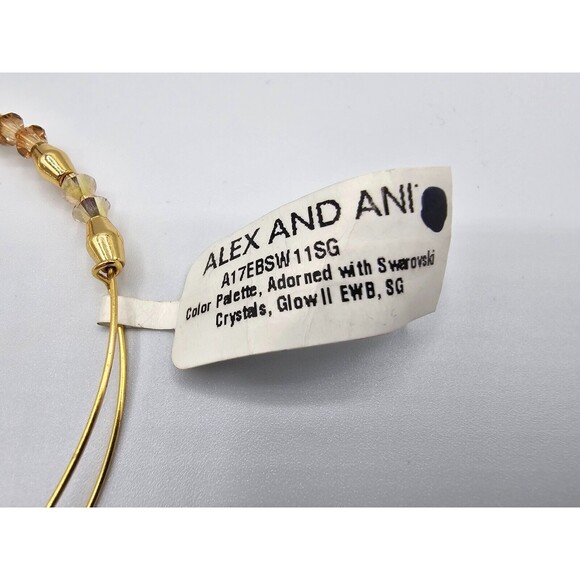 ALEX AND ANI
A17EBSW11SG
Color Palette, Adorned with Swarovski
Crystals, Glow II EWB, SG